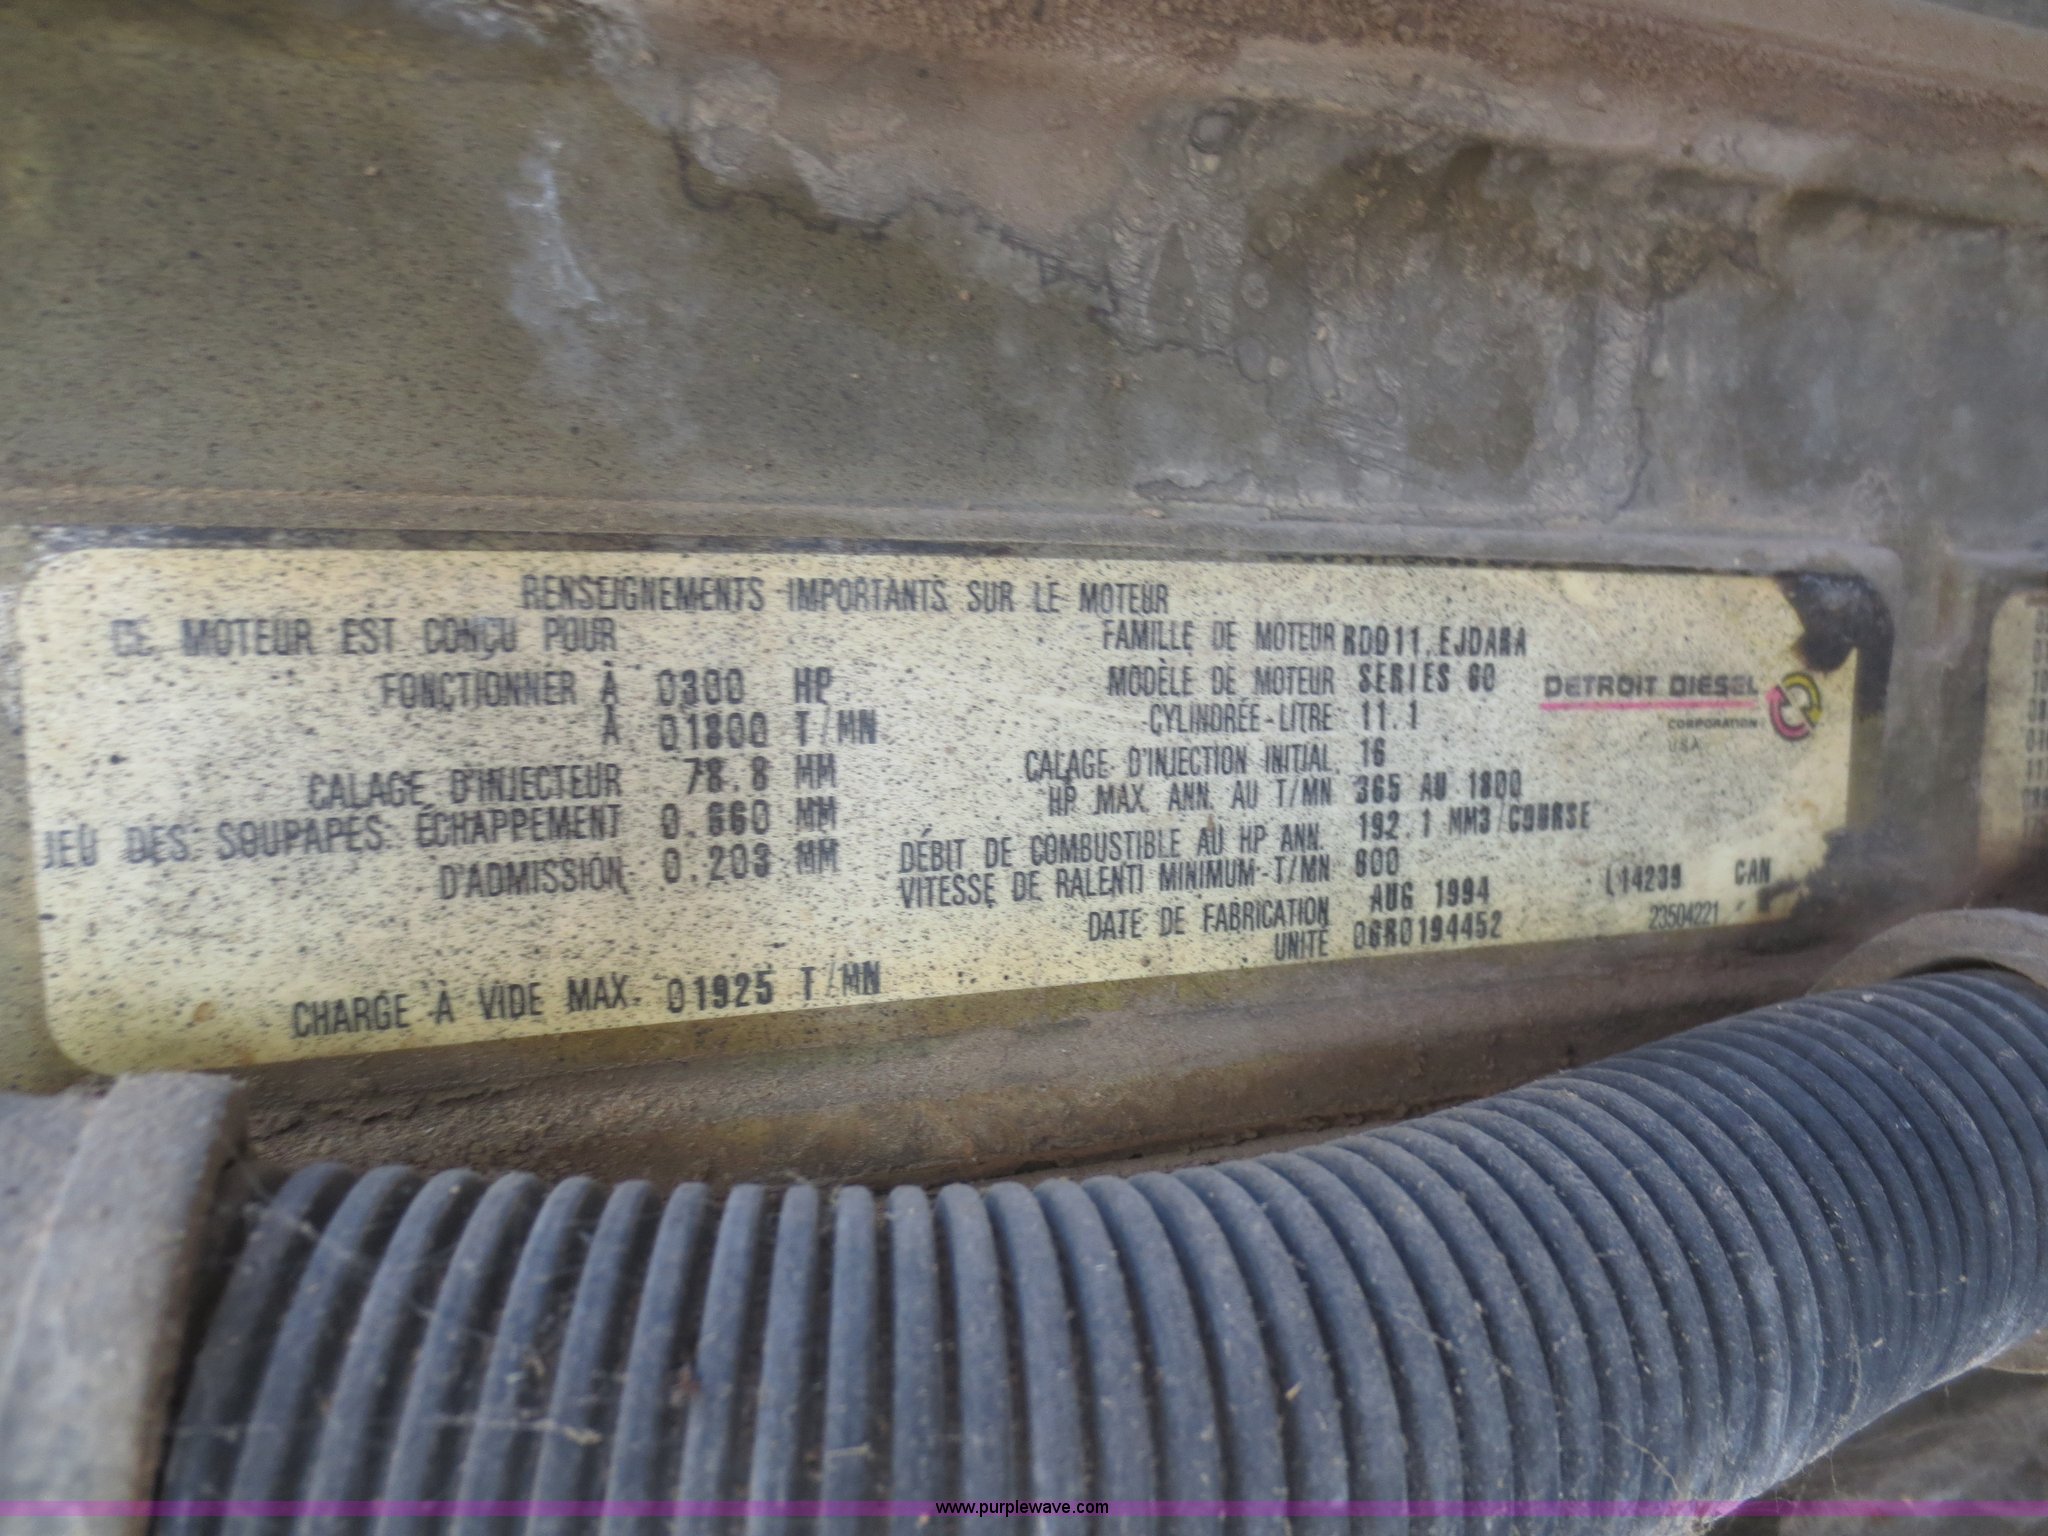 RENSEIGNEMENTS IMPORTANTS SUR LE MOTEUR
CE MOTEUR EST CONÇU POUR
FONCTIONNER À 0300 HP
À 01800 T/MN
CALAGE D'INJECTEUR 78.8 MM
JEU DES SOUPAPES: ÉCHAPPEMENT 0.660 MM
D'ADMISSION 0.203 MM
CHARGE À VIDE MAX. 01925 T/MN
FAMILLE DE MOTEUR
MODÈLE DE MOTEUR SERIES 60
CYLINDRÉE-LITRE 11.1
CALAGE D'INJECTION INITIAL 16
HP MAX. ANN. AU T/MN 365 AU 1800
DÉBIT DE COMBUSTIBLE AU HP ANN. 192.1 MM3/COURSE
VITESSE DE RALENTI MINIMUM-T/MN 600
DATE DE FABRICATION AUG 1994
UNITÉ 06R0194452
DETROIT DIESEL
CORPORATION
USA
L14239 CAN
23504221
www.purplewave.com